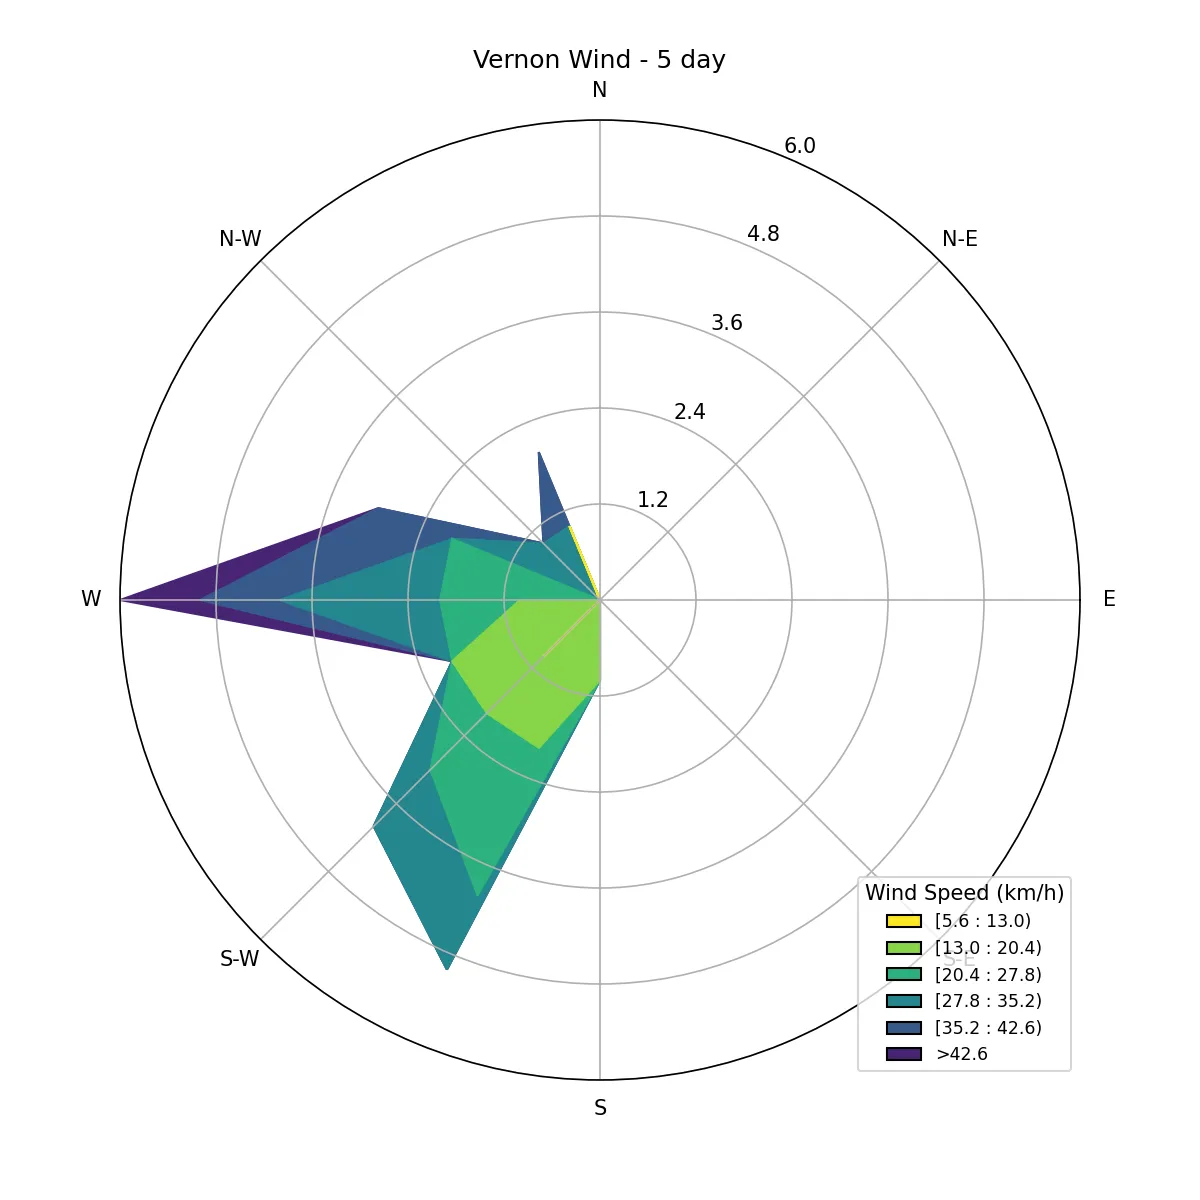 Vernon Wind - 5 day
N
6.0
4.8
N-W
N-E
3.6
2.4
1.2
W
E
S-W
S-E
S
Wind Speed (km/h)
[5.6 : 13.0)
[13.0 : 20.4)
[20.4 : 27.8)
[27.8 : 35.2)
[35.2 : 42.6)
>42.6